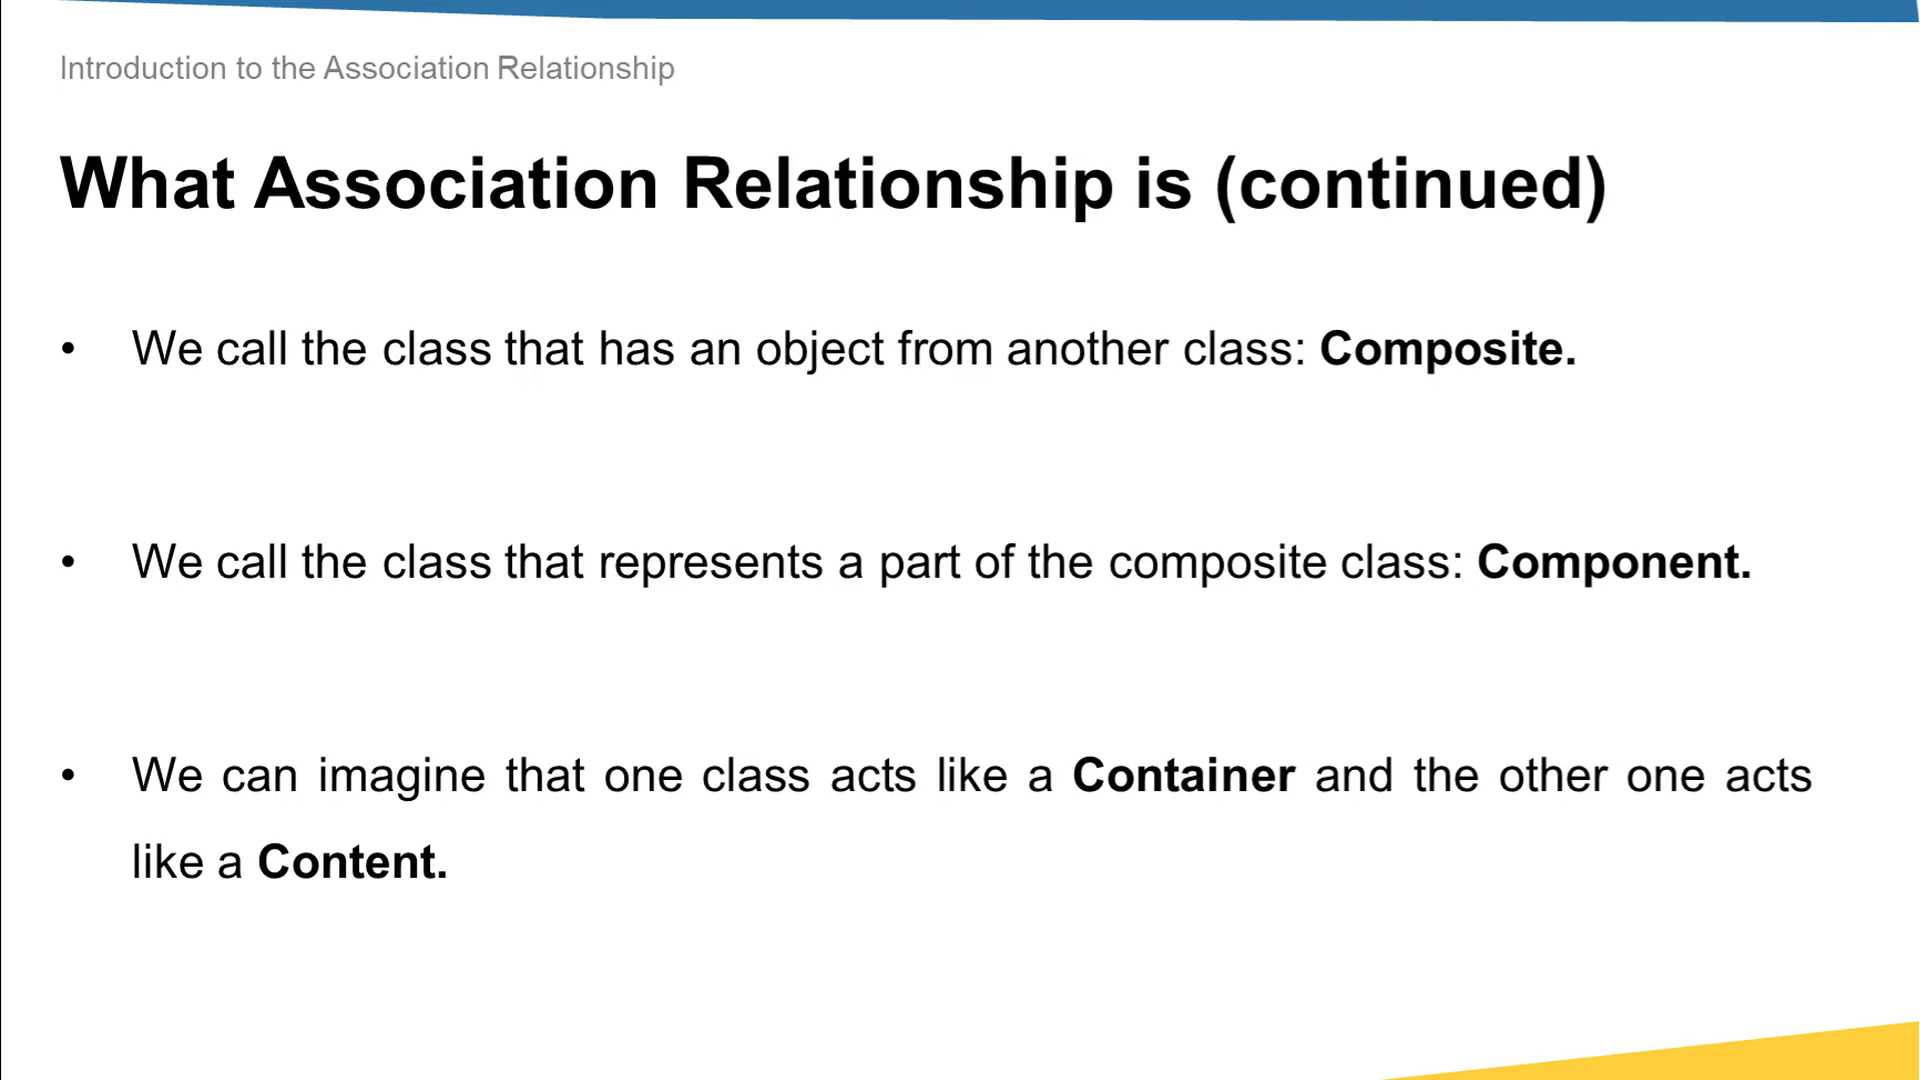 Introduction to the Association Relationship
What Association Relationship is (continued)
• We call the class that has an object from another class: Composite.
• We call the class that represents a part of the composite class: Component.
• We can imagine that one class acts like a Container and the other one acts
like a Content.